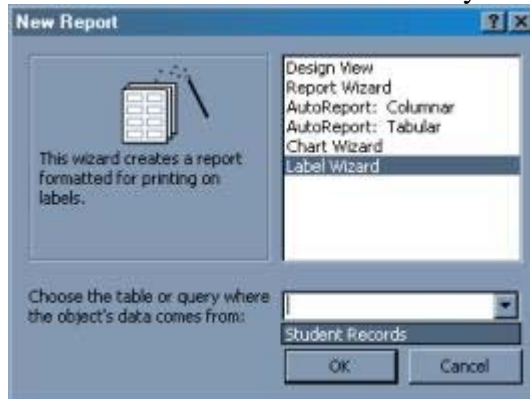 New Report
Design View
Report Wizard
AutoReport: Columnar
AutoReport: Tabular
Chart Wizard
Label Wizard
This wizard creates a report
formatted for printing on
labels.
Choose the table or query where
the object's data comes from:
Student Records
OK
Cancel